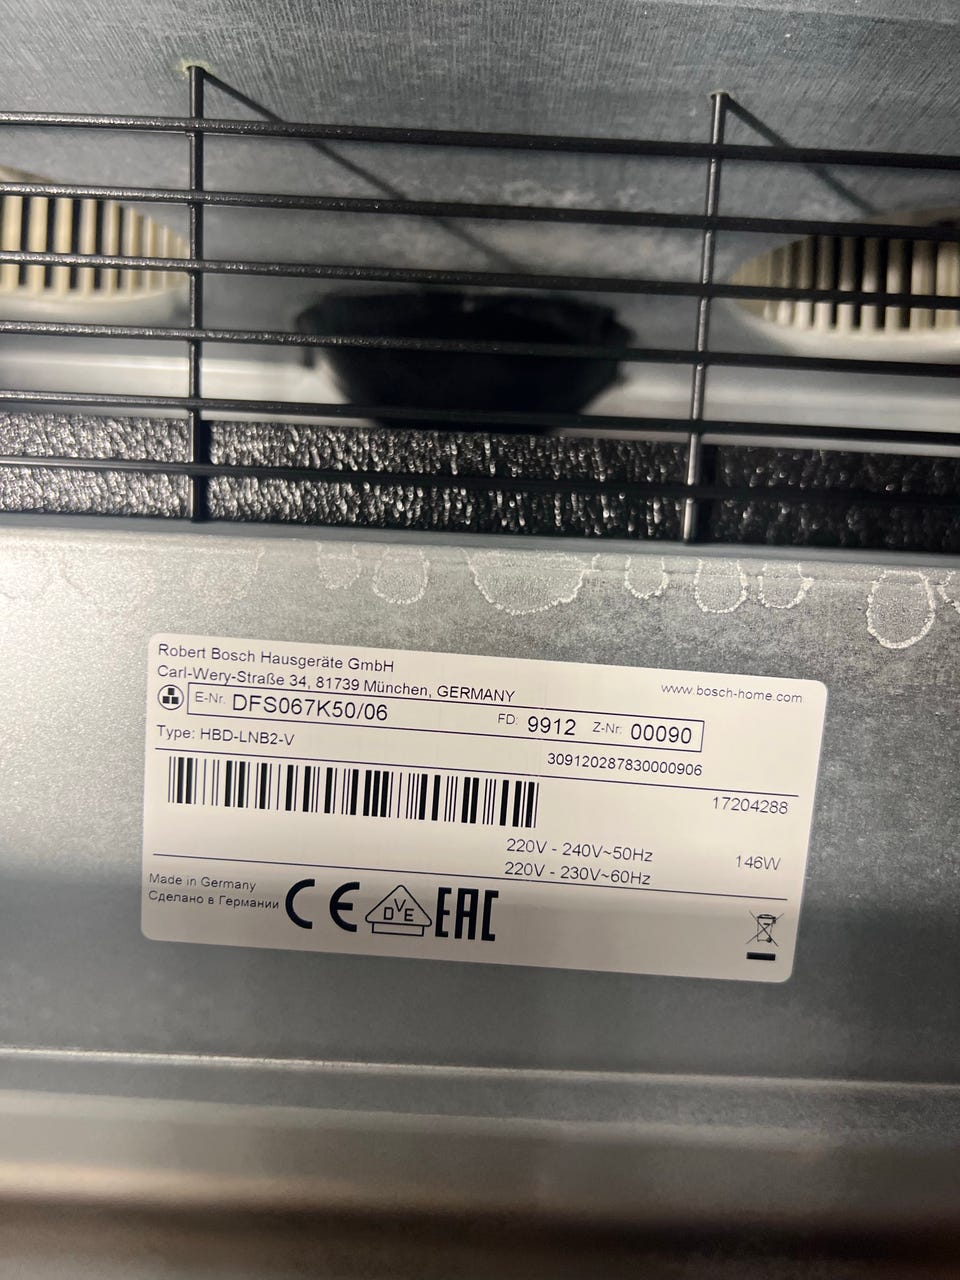 Robert Bosch Hausgeräte GmbH
Carl-Wery-Straße 34, 81739 München, GERMANY
www.bosch-home.com
E-Nr. DFS067K50/06 FD: 9912 Z-Nr: 00090
Type: HBD-LNB2-V
309120287830000906
17204288
220V - 240V~50Hz
146W
220V - 230V~60Hz
Made in Germany
Сделано в Германии
CE
DVE
EAC